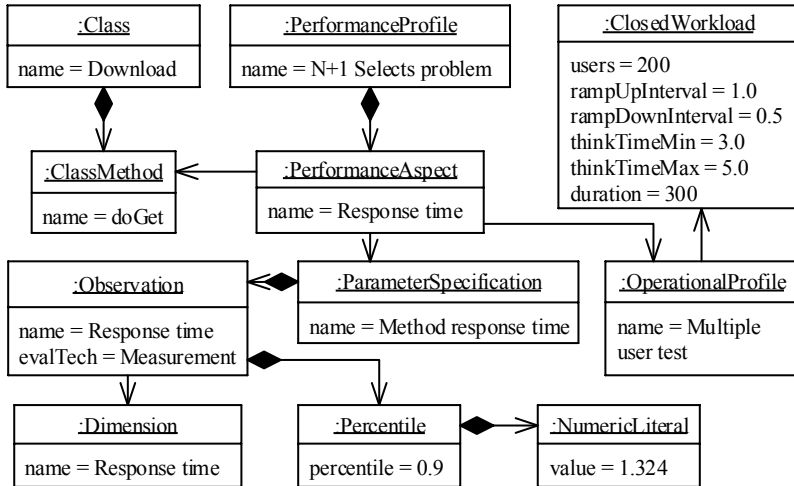 :Class
name = Download
:PerformanceProfile
name = N+1 Selects problem
:ClosedWorkload
users = 200
rampUpInterval = 1.0
rampDownInterval = 0.5
thinkTimeMin = 3.0
thinkTimeMax = 5.0
duration = 300
:ClassMethod
name = doGet
:PerformanceAspect
name = Response time
:Observation
name = Response time
evalTech = Measurement
:ParameterSpecification
name = Method response time
:OperationalProfile
name = Multiple
user test
:Dimension
name = Response time
:Percentile
percentile = 0.9
:NumericLiteral
value = 1.324